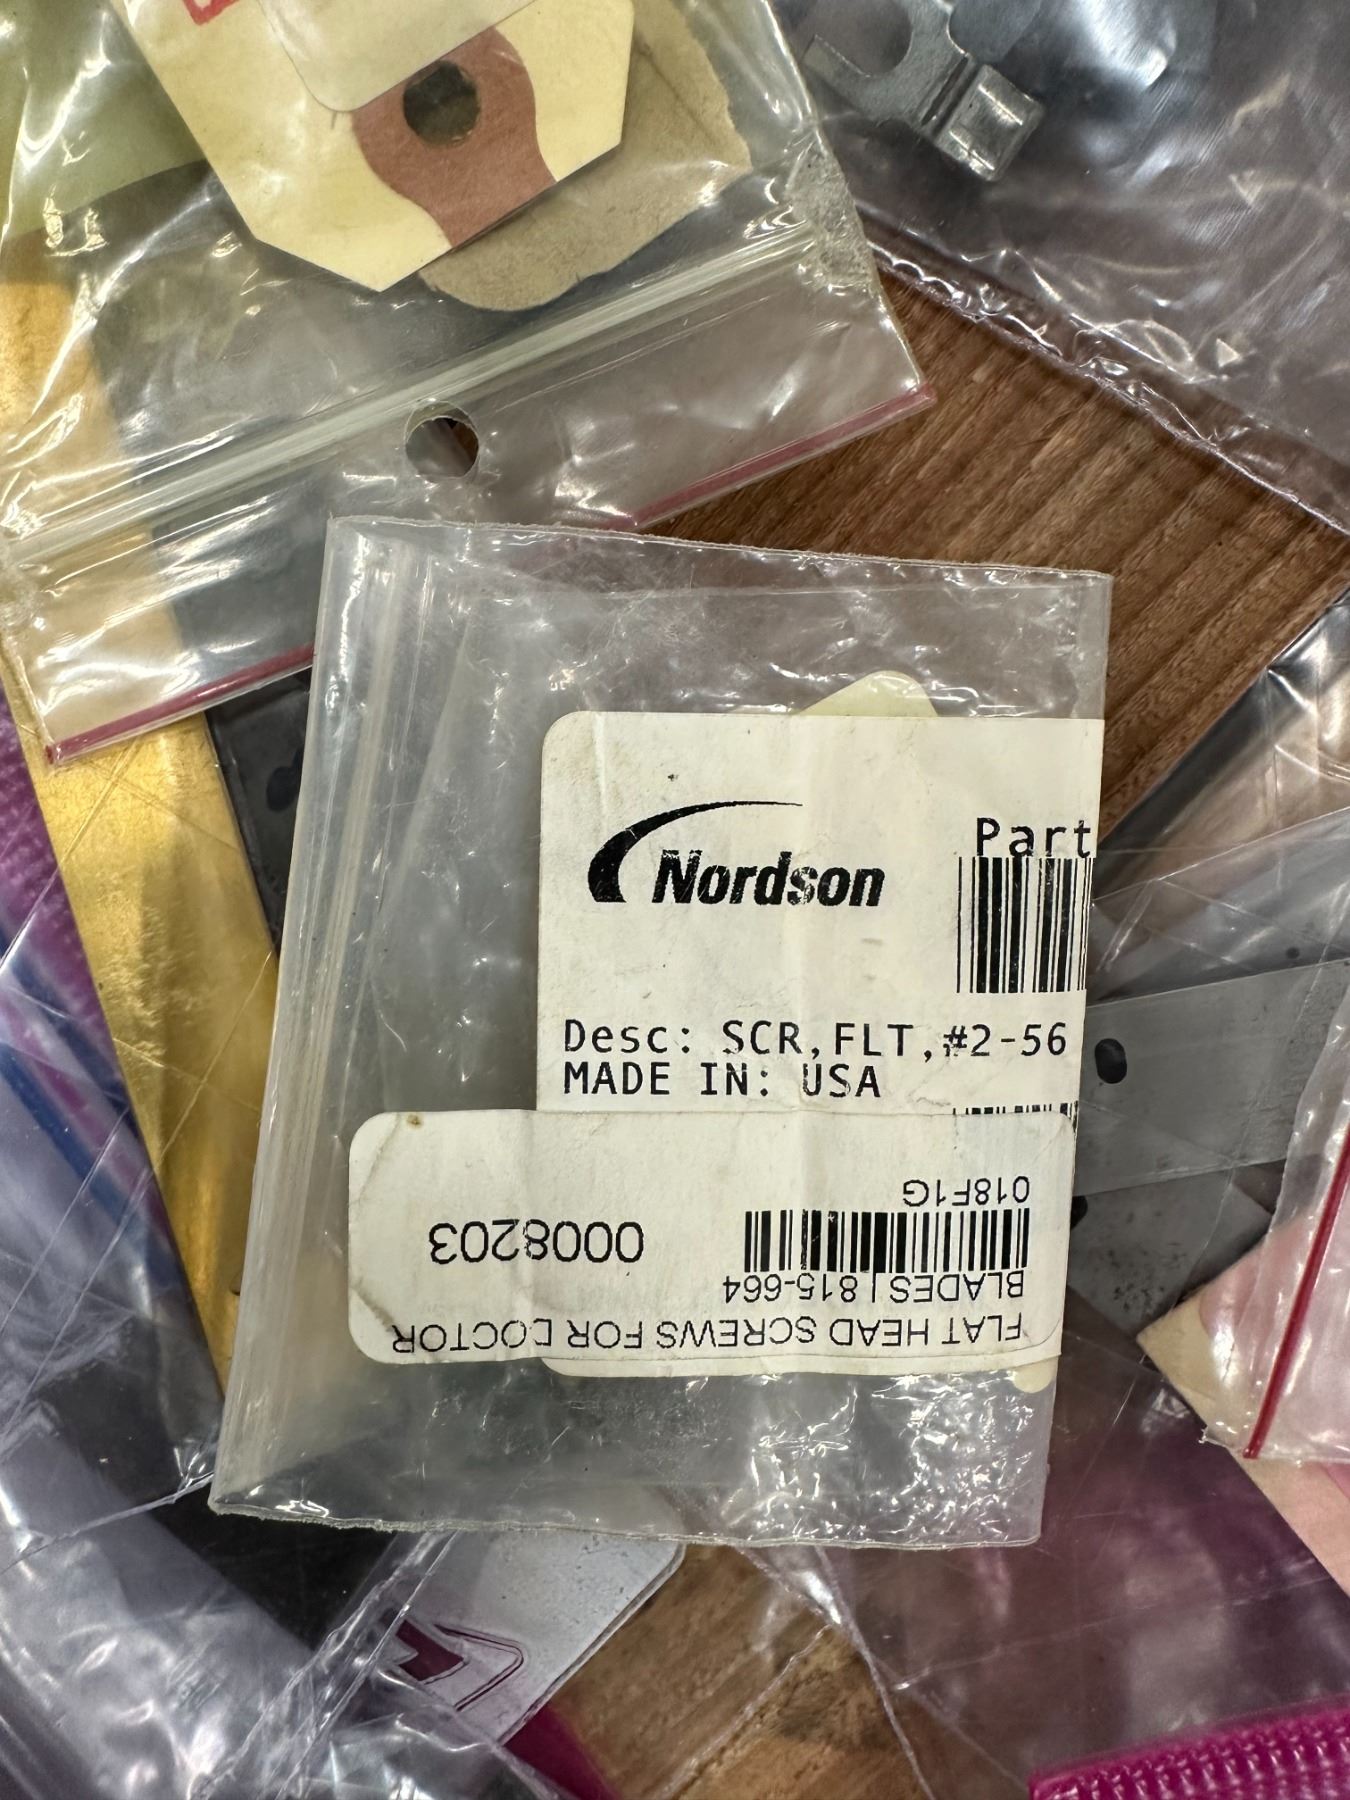 Nordson
Part
Desc: SCR,FLT,#2-56
MADE IN: USA
FLAT HEAD SCREWS FOR DOCTOR
BLADES | 815-664
0008203
018F1G